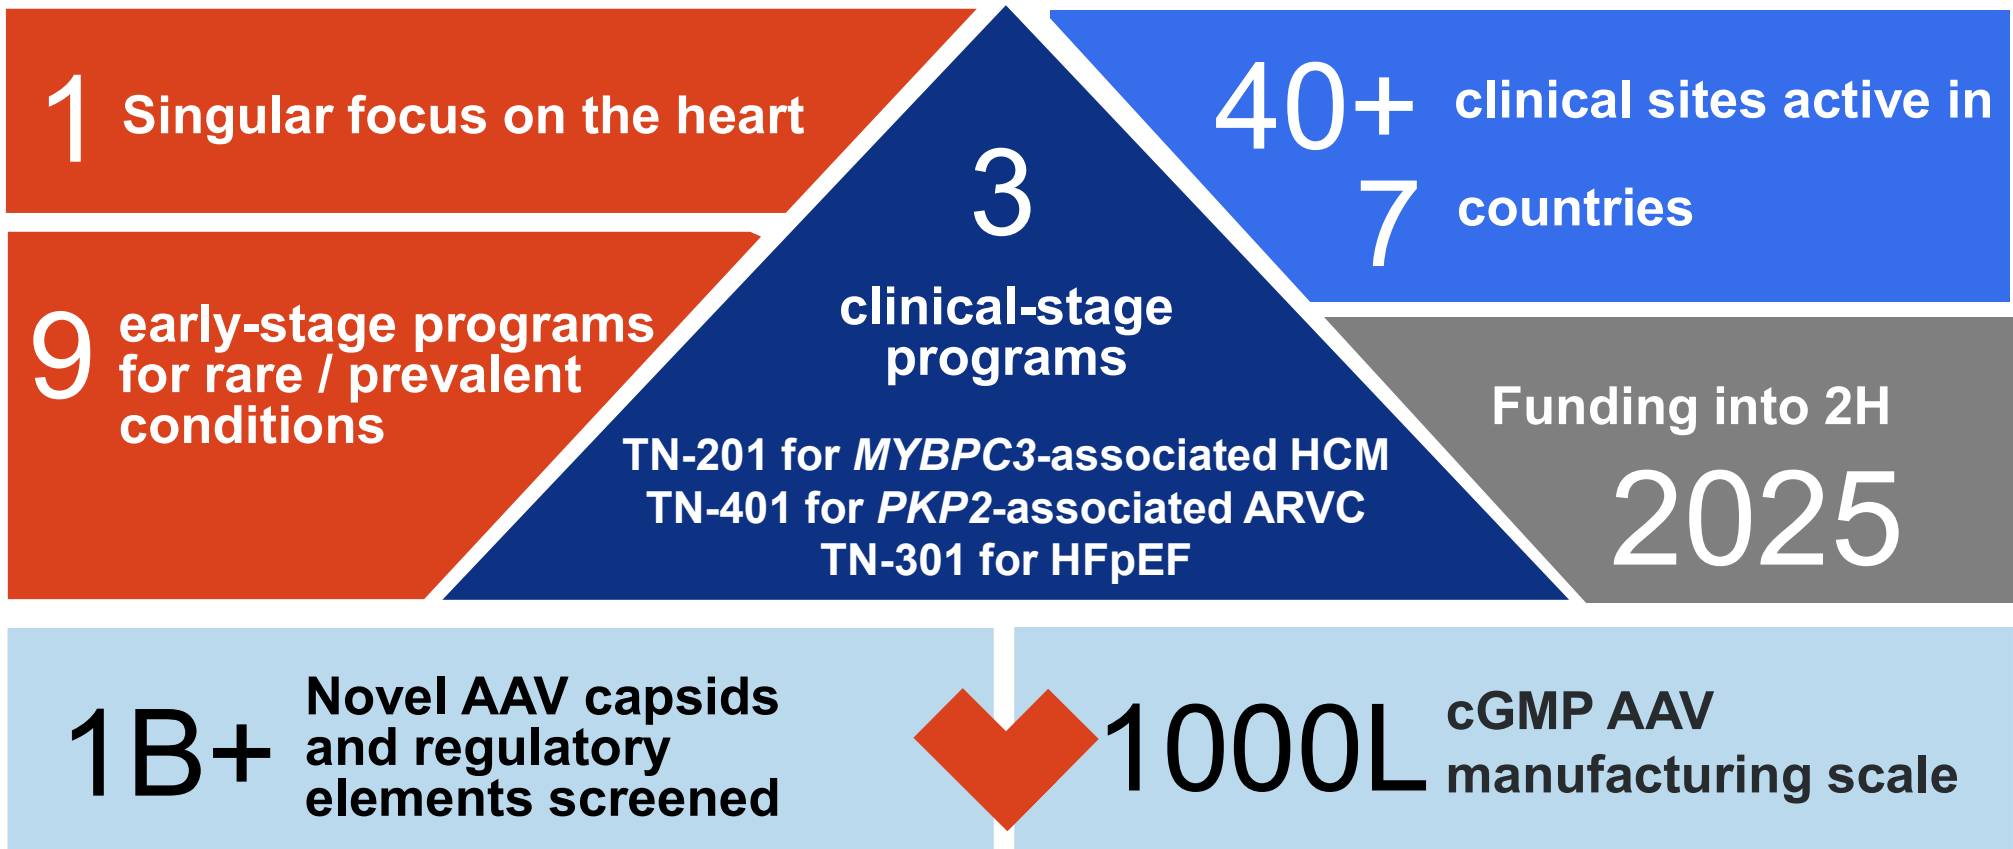 1 Singular focus on the heart
9 early-stage programs
for rare / prevalent
conditions
3
clinical-stage
programs
TN-201 for MYBPC3-associated HCM
TN-401 for PKP2-associated ARVC
TN-301 for HFpEF
40+ clinical sites active in
7 countries
Funding into 2H
2025
1B+ Novel AAV capsids
and regulatory
elements screened
1000L cGMP AAV
manufacturing scale